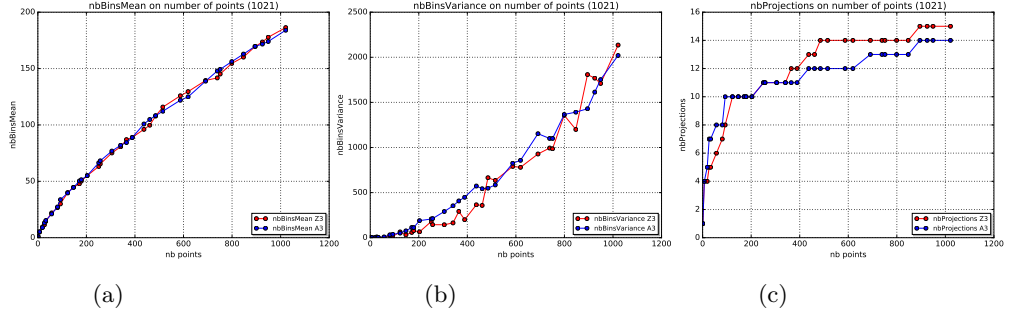 nbBinsMean on number of points (1021)
200
150
100
50
0
0 200 400 600 800 1000 1200
nbBinsMean
nb points
nbBinsMean Z3
nbBinsMean A3
(a)
nbBinsVariance on number of points (1021)
2500
2000
1500
1000
500
0
0 200 400 600 800 1000 1200
nbBinsVariance
nb points
nbBinsVariance Z3
nbBinsVariance A3
(b)
nbProjections on number of points (1021)
16
14
12
10
8
6
4
2
0
0 200 400 600 800 1000 1200
nbProjections
nb points
nbProjections Z3
nbProjections A3
(c)